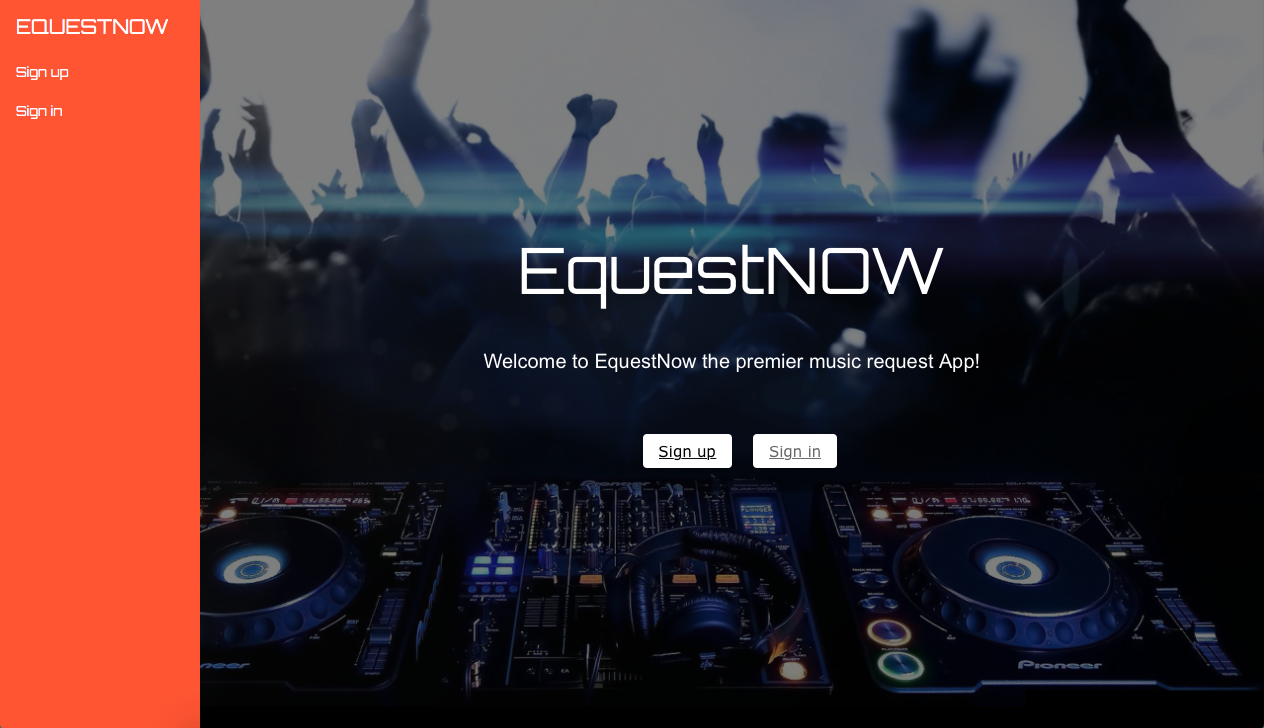 EQUESTNOW
Sign up
Sign in
EquestNOW
Welcome to EquestNow the premier music request App!
Sign up
Sign in
Pioneer